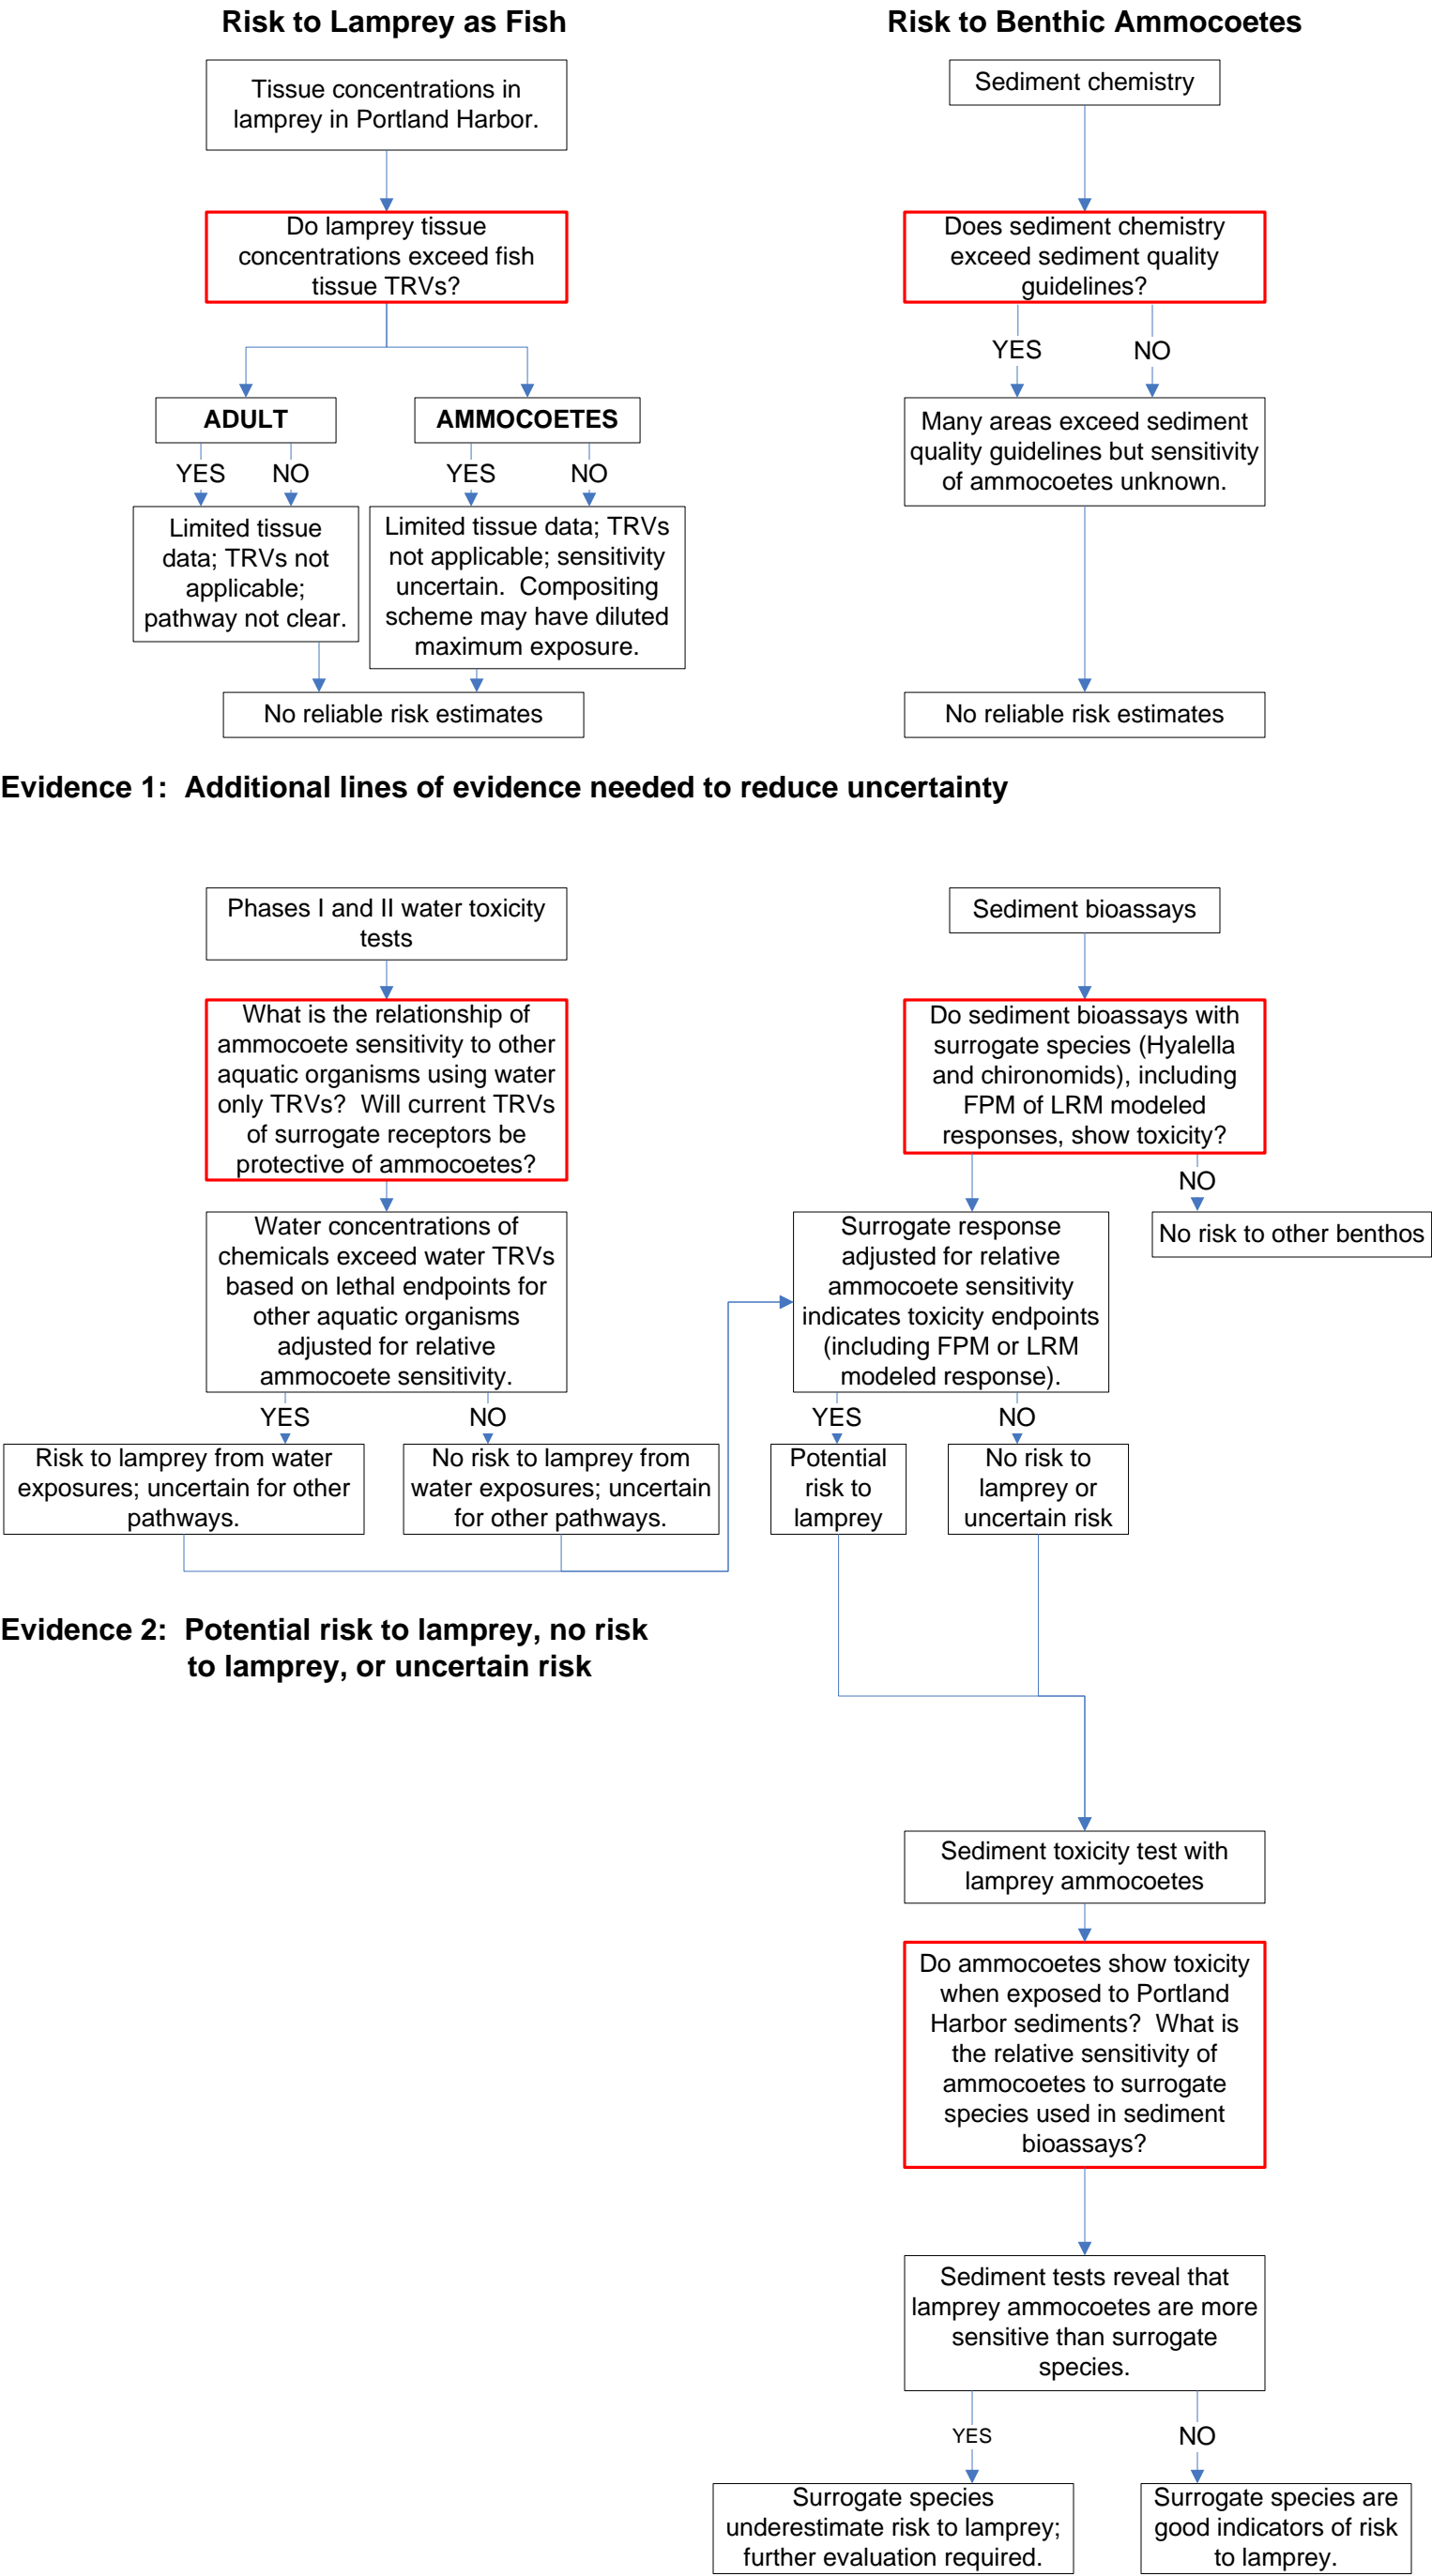 Risk to Lamprey as Fish
Tissue concentrations in
lamprey in Portland Harbor.
Do lamprey tissue
concentrations exceed fish
tissue TRVs?
ADULT
YES NO
Limited tissue
data; TRVs not
applicable;
pathway not clear.
AMMOCOETES
YES NO
Limited tissue data; TRVs
not applicable; sensitivity
uncertain. Compositing
scheme may have diluted
maximum exposure.
No reliable risk estimates
Risk to Benthic Ammocoetes
Sediment chemistry
Does sediment chemistry
exceed sediment quality
guidelines?
YES NO
Many areas exceed sediment
quality guidelines but sensitivity
of ammocoetes unknown.
No reliable risk estimates
Evidence 1: Additional lines of evidence needed to reduce uncertainty
Phases I and II water toxicity
tests
What is the relationship of
ammocoete sensitivity to other
aquatic organisms using water
only TRVs? Will current TRVs
of surrogate receptors be
protective of ammocoetes?
Water concentrations of
chemicals exceed water TRVs
based on lethal endpoints for
other aquatic organisms
adjusted for relative
ammocoete sensitivity.
YES NO
Risk to lamprey from water
exposures; uncertain for other
pathways.
No risk to lamprey from
water exposures; uncertain
for other pathways.
Sediment bioassays
Do sediment bioassays with
surrogate species (Hyalella
and chironomids), including
FPM of LRM modeled
responses, show toxicity?
NO
No risk to other benthos
Surrogate response
adjusted for relative
ammocoete sensitivity
indicates toxicity endpoints
(including FPM or LRM
modeled response).
YES NO
Potential
risk to
lamprey
No risk to
lamprey or
uncertain risk
Evidence 2: Potential risk to lamprey, no risk
to lamprey, or uncertain risk
Sediment toxicity test with
lamprey ammocoetes
Do ammocoetes show toxicity
when exposed to Portland
Harbor sediments? What is
the relative sensitivity of
ammocoetes to surrogate
species used in sediment
bioassays?
Sediment tests reveal that
lamprey ammocoetes are more
sensitive than surrogate
species.
YES NO
Surrogate species
underestimate risk to lamprey;
further evaluation required.
Surrogate species are
good indicators of risk
to lamprey.